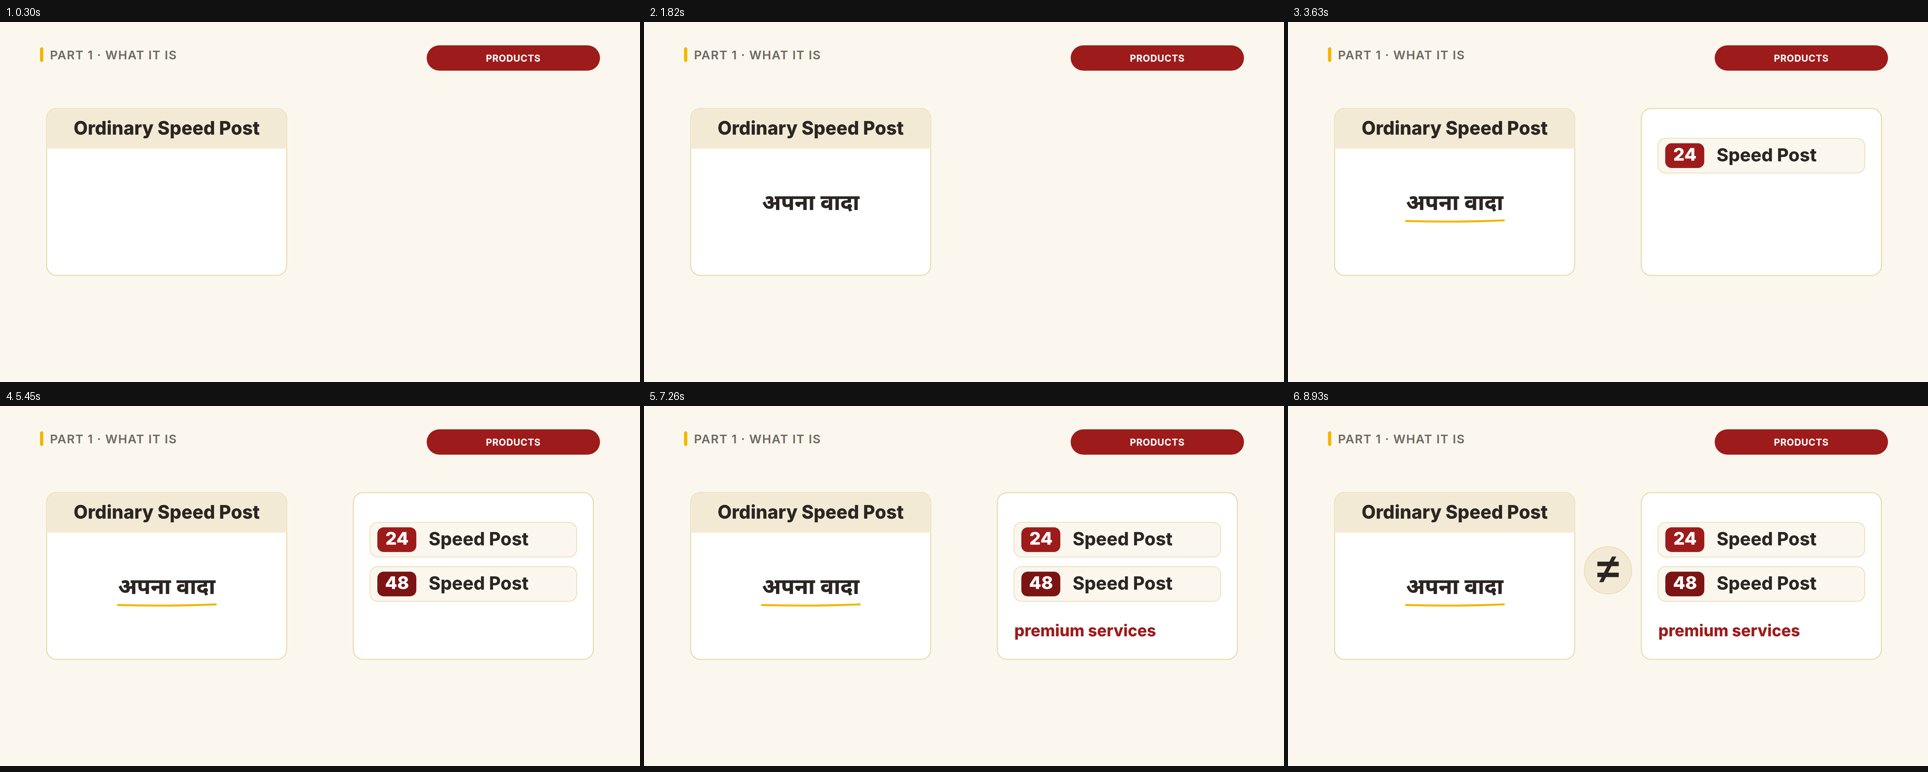 1. 0.30s
PART 1 · WHAT IT IS
PRODUCTS
Ordinary Speed Post
2. 1.82s
PART 1 · WHAT IT IS
PRODUCTS
Ordinary Speed Post
अपना वादा
3. 3.63s
PART 1 · WHAT IT IS
PRODUCTS
Ordinary Speed Post
अपना वादा
24 Speed Post
4. 5.45s
PART 1 · WHAT IT IS
PRODUCTS
Ordinary Speed Post
अपना वादा
24 Speed Post
48 Speed Post
5. 7.26s
PART 1 · WHAT IT IS
PRODUCTS
Ordinary Speed Post
अपना वादा
24 Speed Post
48 Speed Post
premium services
6. 8.93s
PART 1 · WHAT IT IS
PRODUCTS
Ordinary Speed Post
अपना वादा
≠
24 Speed Post
48 Speed Post
premium services